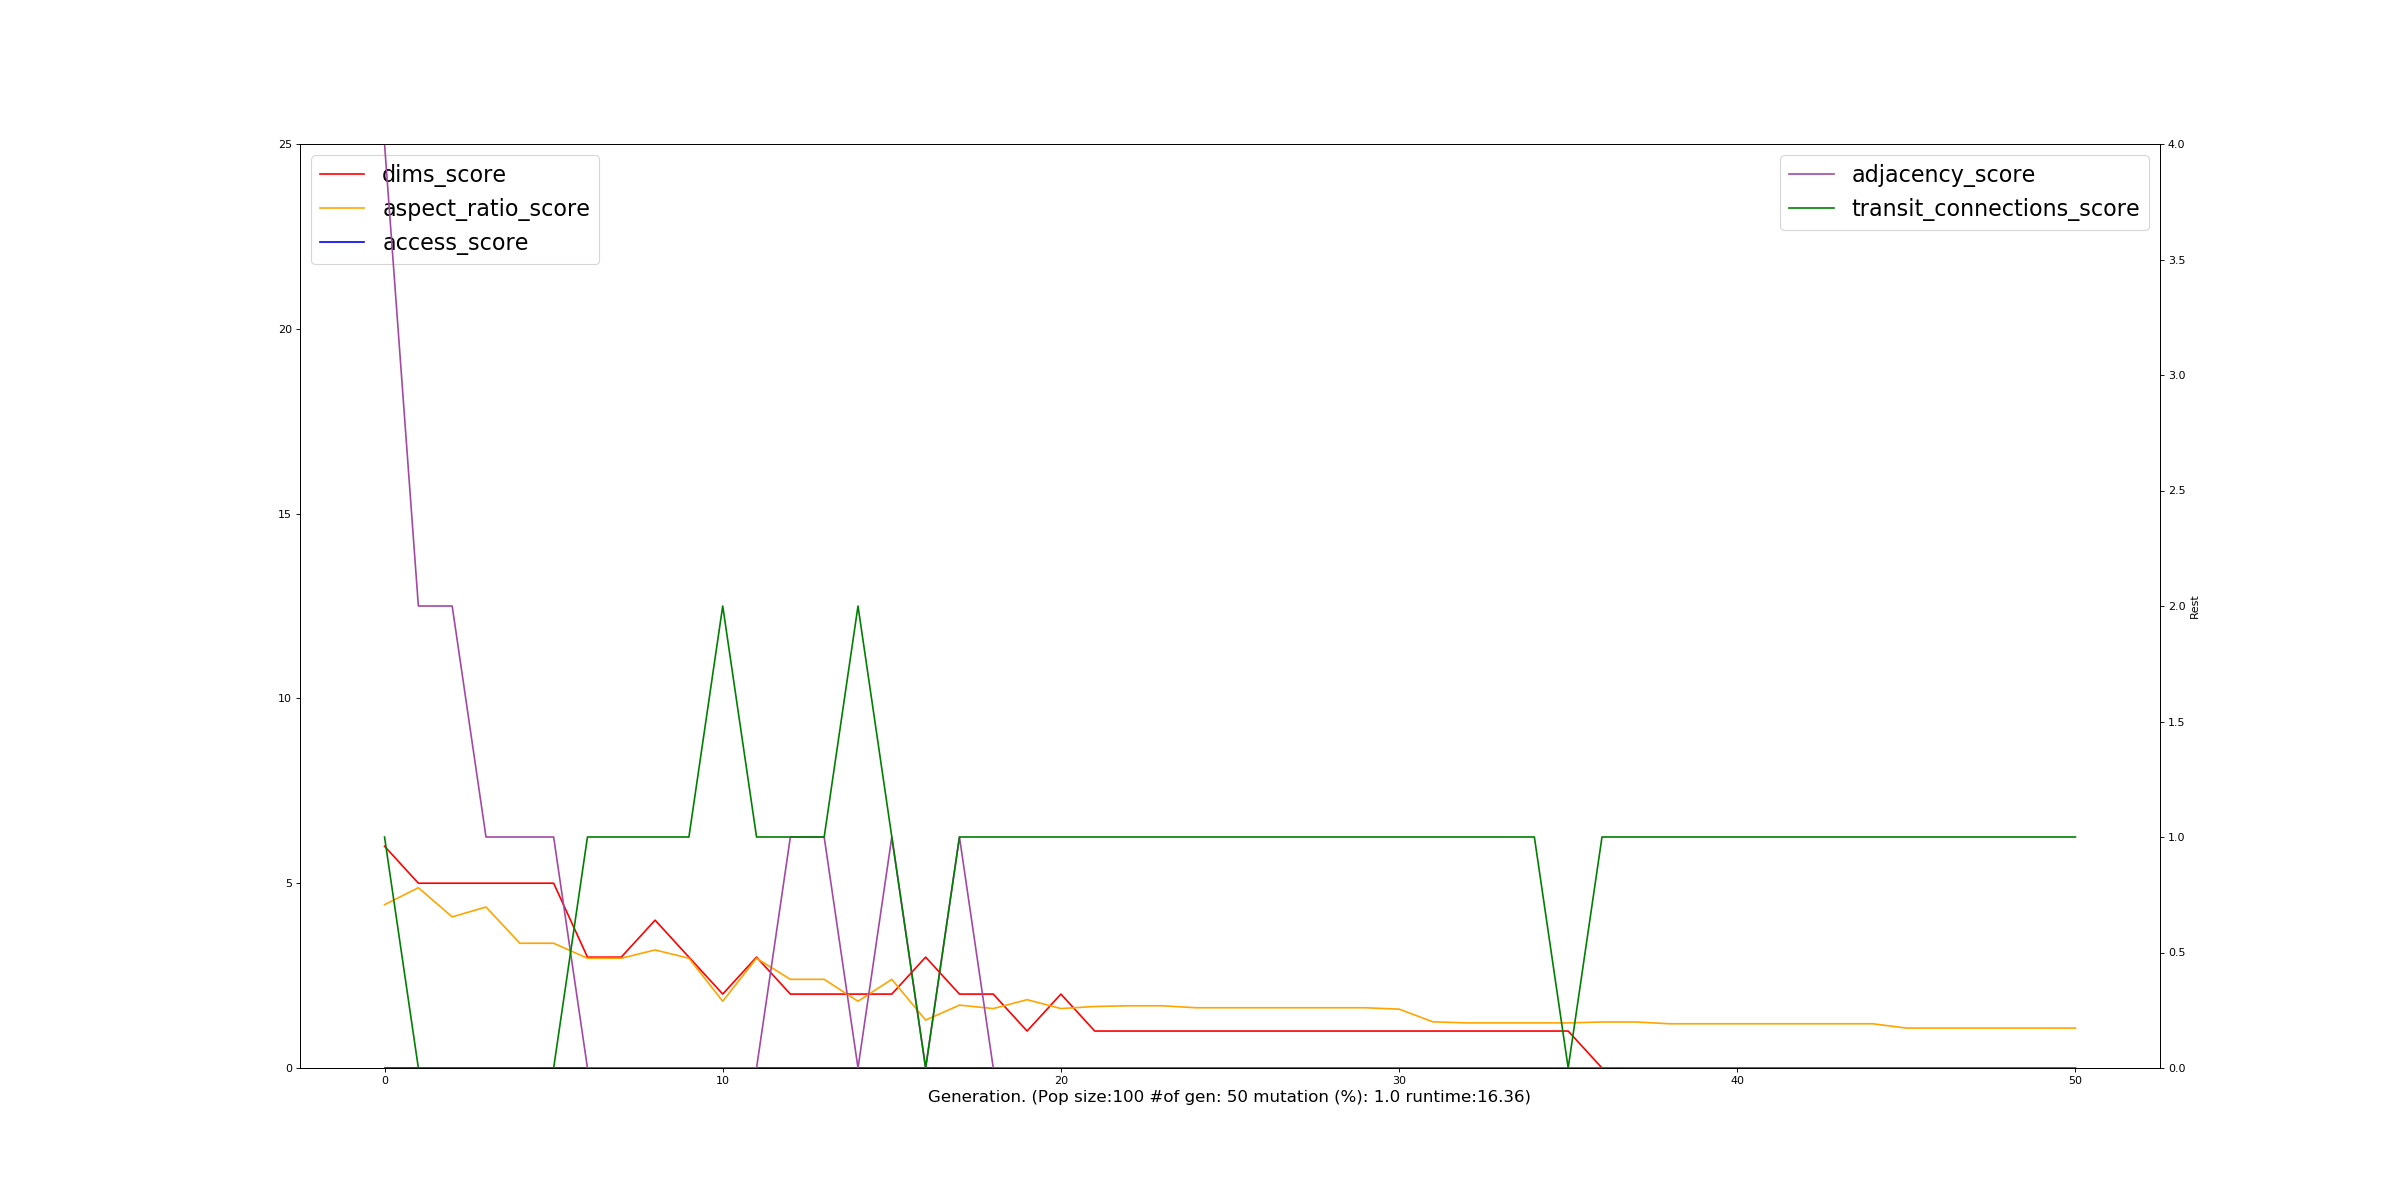 dims_score
aspect_ratio_score
access_score
adjacency_score
transit_connections_score
25
20
15
10
5
0
4.0
3.5
3.0
2.5
2.0
1.5
1.0
0.5
0.0
Rest
0 10 20 30 40 50
Generation. (Pop size:100 #of gen: 50 mutation (%): 1.0 runtime:16.36)